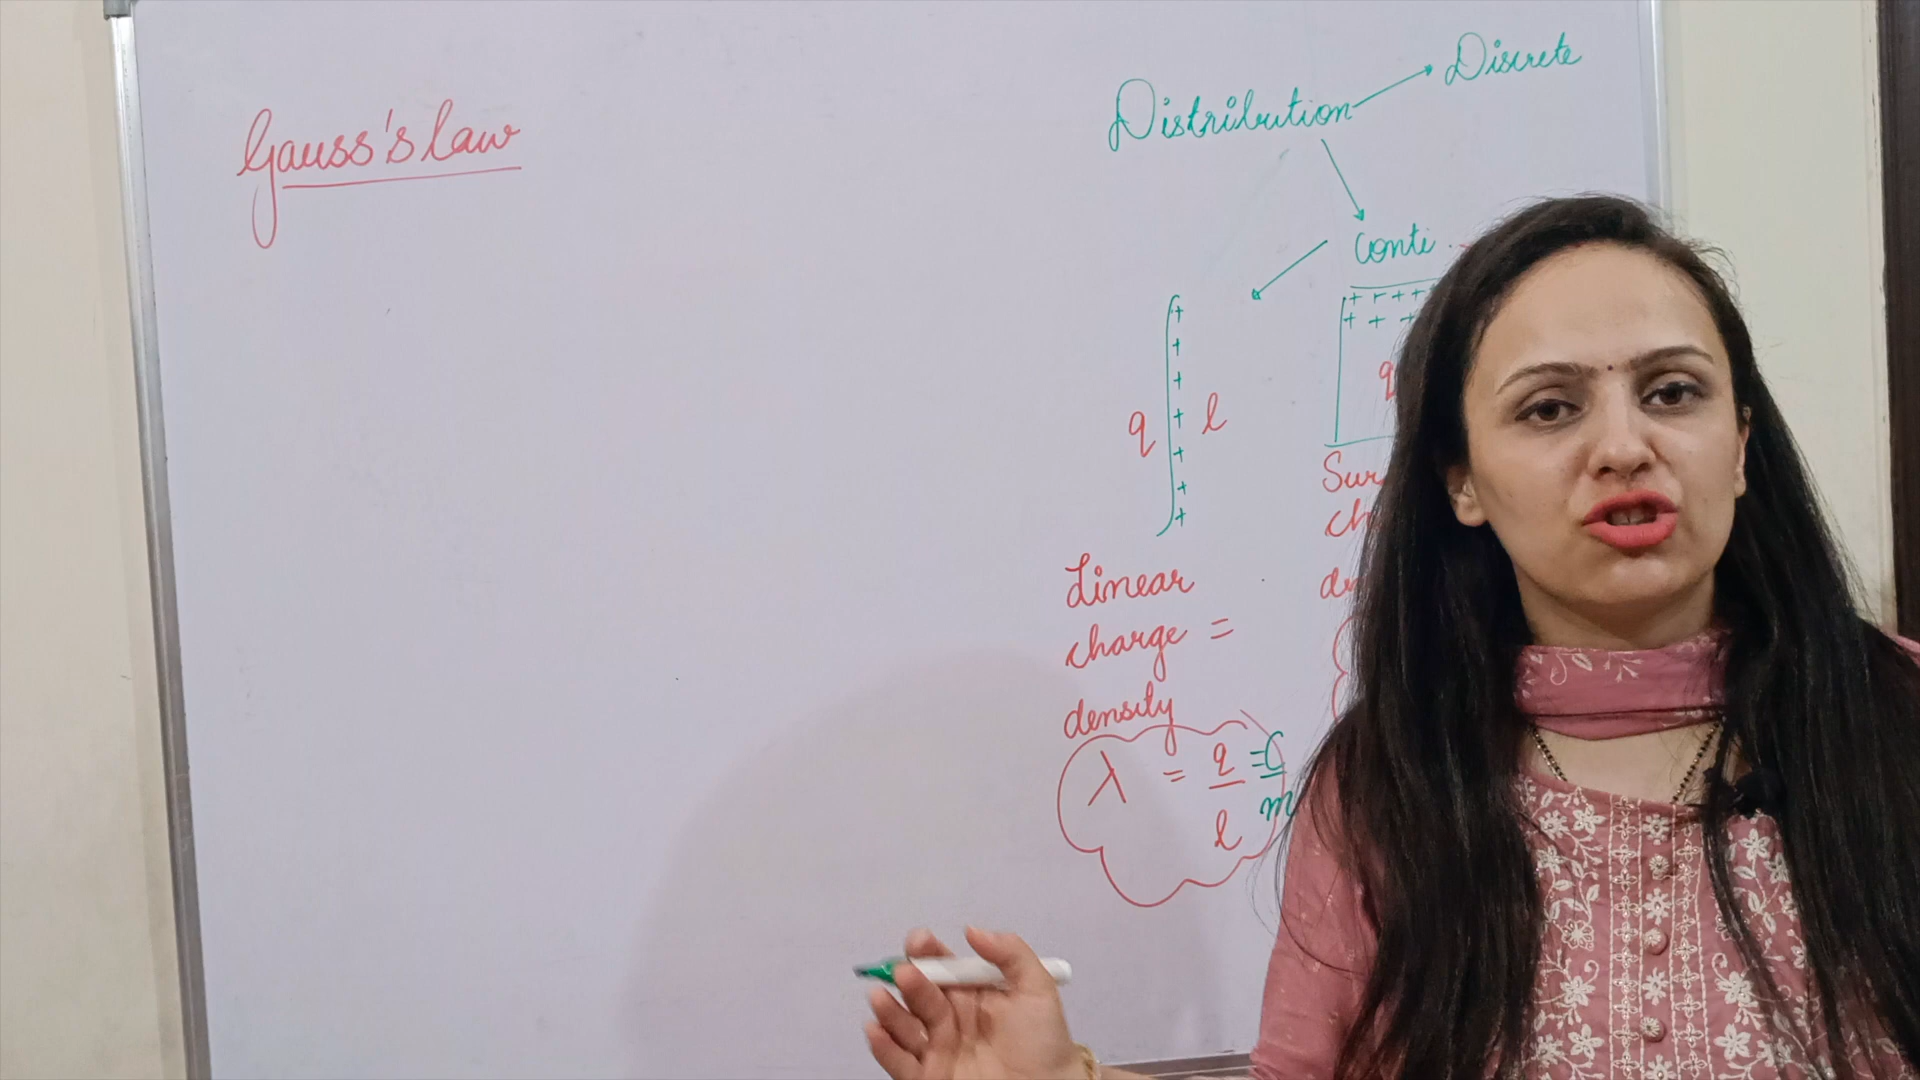 Gauss's law
Distribution
Discrete
Conti
+
+
+
+
+
+
+
q
l
+ + + +
+ + +
q
Linear
charge =
density
λ = q/l = C/m